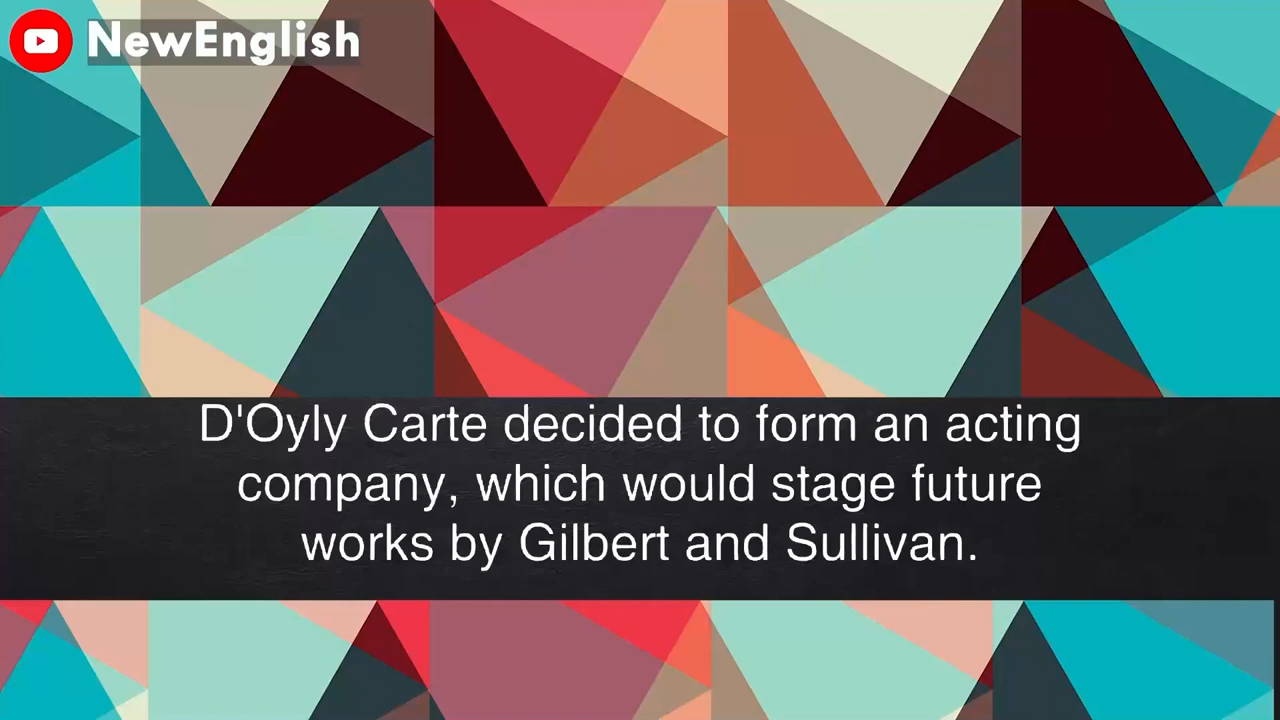 NewEnglish
D'Oyly Carte decided to form an acting
company, which would stage future
works by Gilbert and Sullivan.